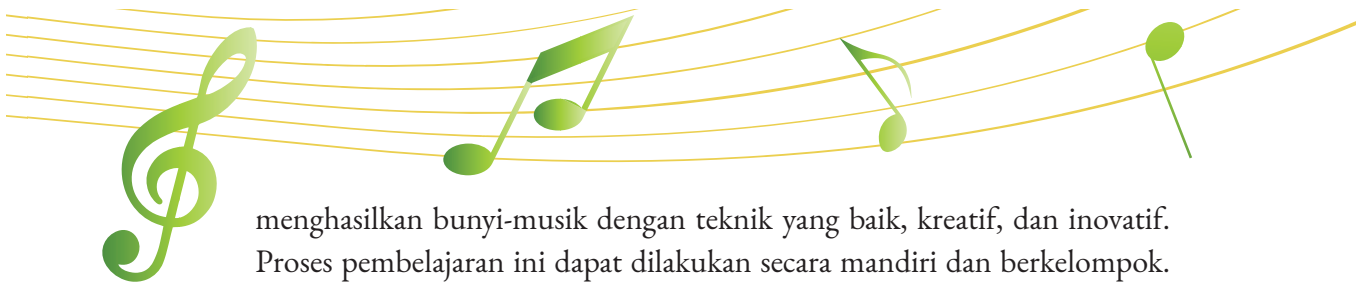 menghasilkan bunyi-musik dengan teknik yang baik, kreatif, dan inovatif.
Proses pembelajaran ini dapat dilakukan secara mandiri dan berkelompok.